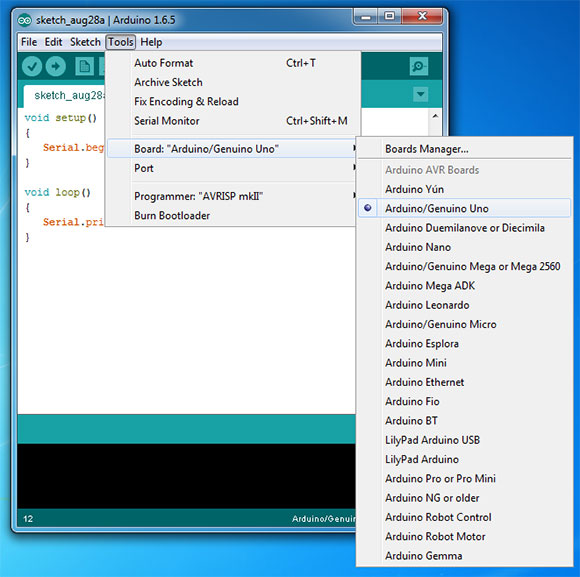 sketch_aug28a | Arduino 1.6.5
File Edit Sketch Tools Help
Auto Format Ctrl+T
Archive Sketch
Fix Encoding & Reload
Serial Monitor Ctrl+Shift+M
Board: "Arduino/Genuino Uno"
Port
Programmer: "AVRISP mkII"
Burn Bootloader
sketch_aug28a
void setup()
{
Serial.beg
}
void loop()
{
Serial.pri
}
Boards Manager...
Arduino AVR Boards
Arduino Yún
Arduino/Genuino Uno
Arduino Duemilanove or Diecimila
Arduino Nano
Arduino/Genuino Mega or Mega 2560
Arduino Mega ADK
Arduino Leonardo
Arduino/Genuino Micro
Arduino Esplora
Arduino Mini
Arduino Ethernet
Arduino Fio
Arduino BT
LilyPad Arduino USB
LilyPad Arduino
Arduino Pro or Pro Mini
Arduino NG or older
Arduino Robot Control
Arduino Robot Motor
Arduino Gemma
12 Arduino/Genuin